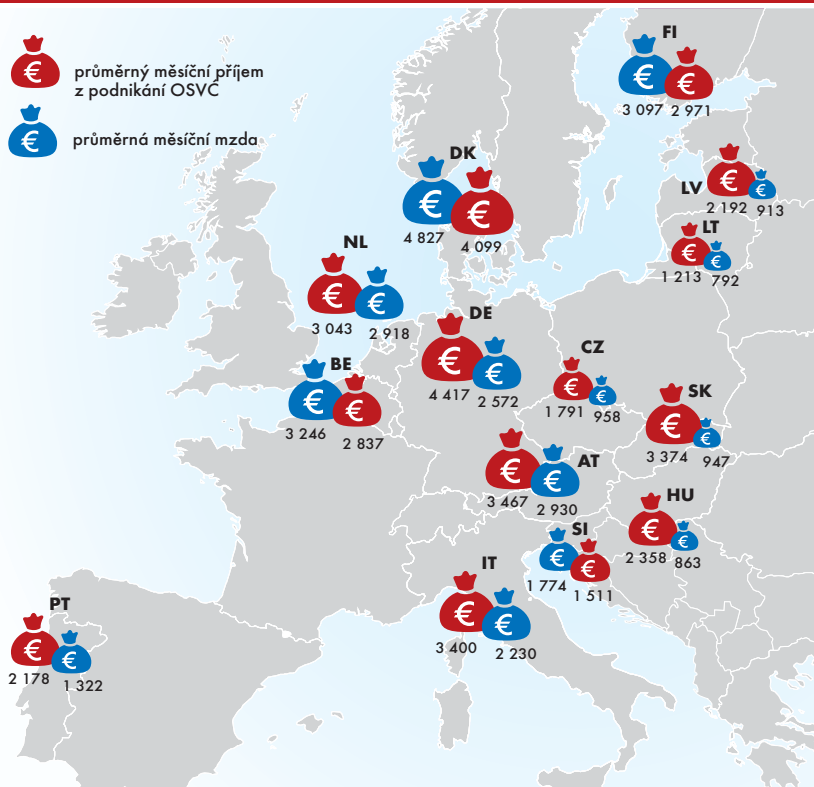 €
průměrný měsíční příjem
z podnikání OSVČ
€
průměrná měsíční mzda
FI
€ €
3 097 2 971
DK
€ €
4 827 4 099
LV
€ €
2 192 913
LT
€ €
1 213 792
NL
€ €
3 043 2 918
DE
€ €
4 417 2 572
BE
€ €
3 246 2 837
CZ
€ €
1 791 958
SK
€ €
3 374 947
AT
€ €
3 467 2 930
HU
€ €
2 358 863
SI
€ €
1 774 1 511
IT
€ €
3 400 2 230
PT
€ €
2 178 1 322